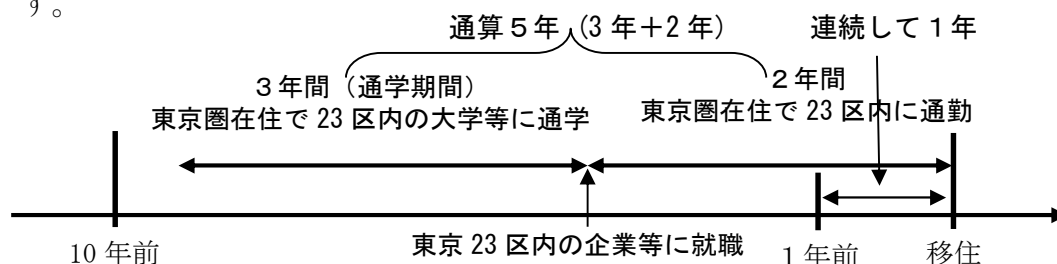 す。
通算５年（3 年＋2 年） 連続して１年
３年間（通学期間） ２年間
東京圏在住で 23 区内の大学等に通学 東京圏在住で 23 区内に通勤
10 年前 東京 23 区内の企業等に就職 １年前 移住